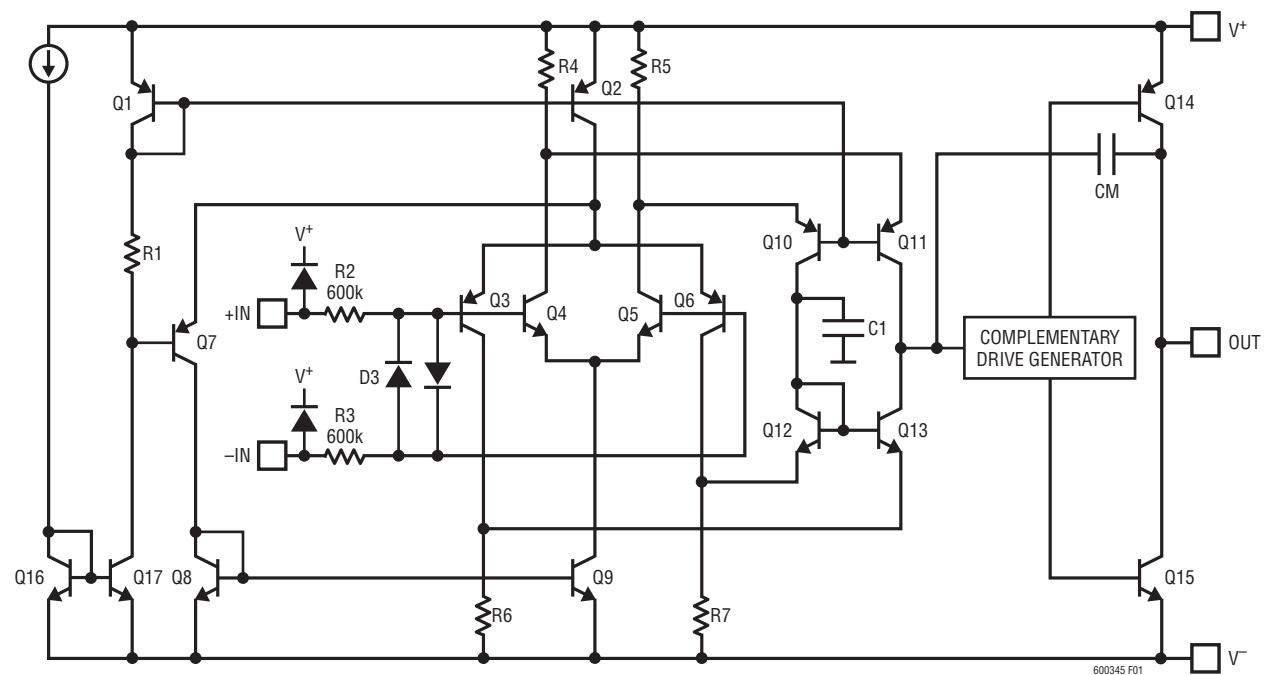 V+
R4
R5
Q1
Q2
Q14
CM
R1
V+
R2
600k
Q10
Q11
+IN
Q3
Q4
Q5
Q6
Q7
C1
COMPLEMENTARY
DRIVE GENERATOR
OUT
D3
V+
R3
600k
–IN
Q12
Q13
Q16
Q17
Q8
Q9
Q15
R6
R7
V–
600345 F01